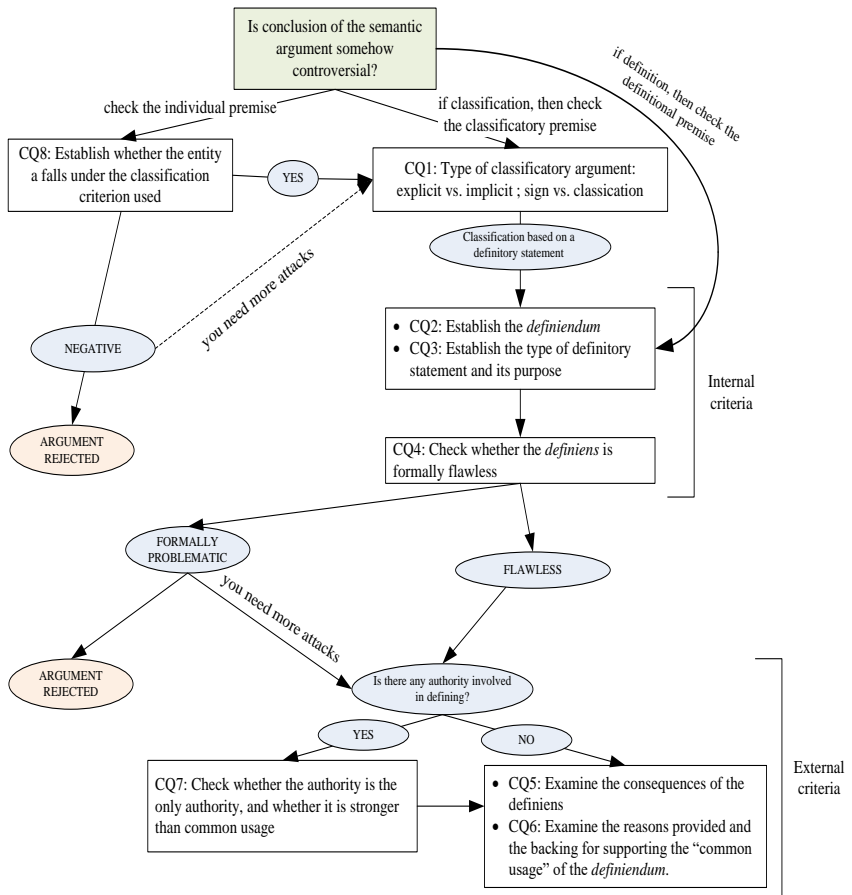 Is conclusion of the semantic
argument somehow
controversial?
check the individual premise
if classification, then check
the classificatory premise
if definition, then check the
definitional premise
CQ8: Establish whether the entity
a falls under the classification
criterion used
YES
CQ1: Type of classificatory argument:
explicit vs. implicit ; sign vs. classication
Classification based on a
definitory statement
you need more attacks
NEGATIVE
• CQ2: Establish the definiendum
• CQ3: Establish the type of definitory
statement and its purpose
Internal
criteria
ARGUMENT
REJECTED
CQ4: Check whether the definiens is
formally flawless
FORMALLY
PROBLEMATIC
FLAWLESS
you need more attacks
ARGUMENT
REJECTED
Is there any authority involved
in defining?
YES
NO
CQ7: Check whether the authority is the
only authority, and whether it is stronger
than common usage
• CQ5: Examine the consequences of the
definiens
• CQ6: Examine the reasons provided and
the backing for supporting the “common
usage” of the definiendum.
External
criteria